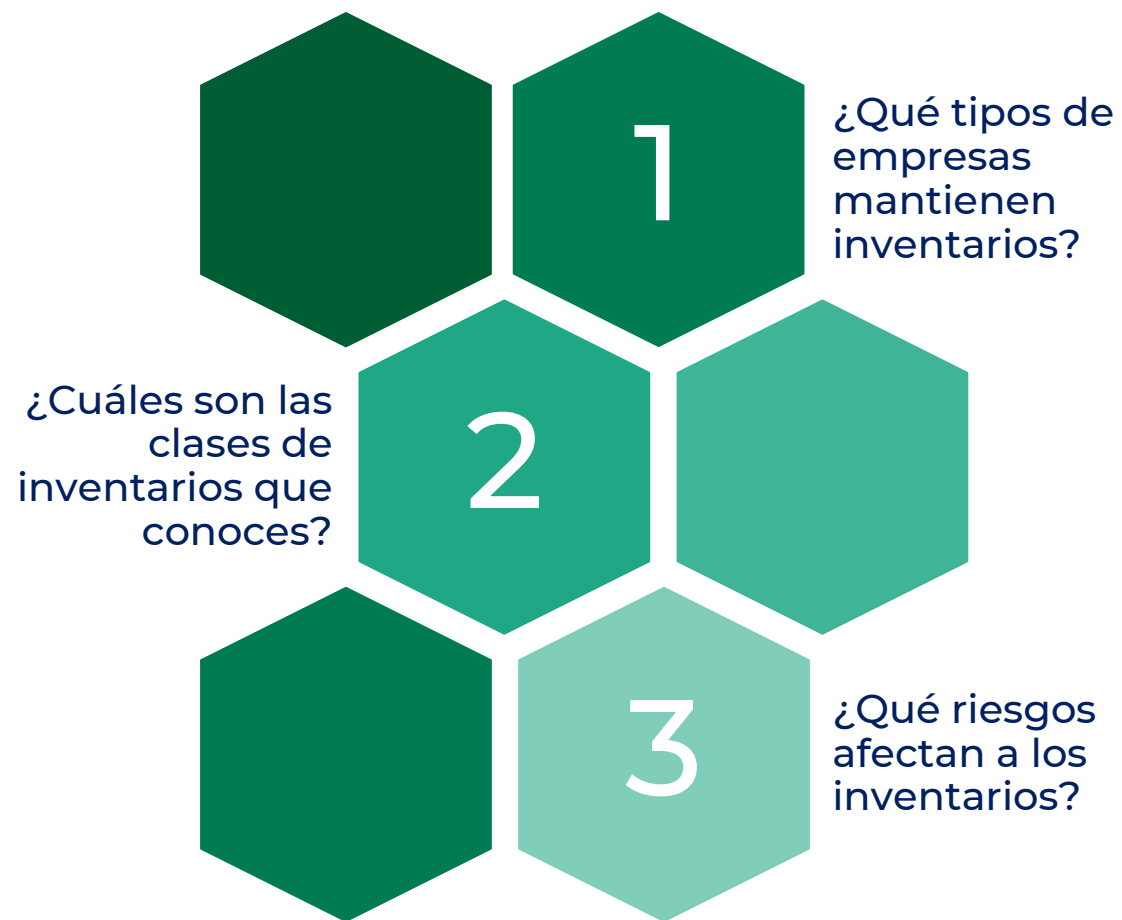 1
¿Qué tipos de
empresas
mantienen
inventarios?
¿Cuáles son las
clases de
inventarios que
conoces?
2
3
¿Qué riesgos
afectan a los
inventarios?